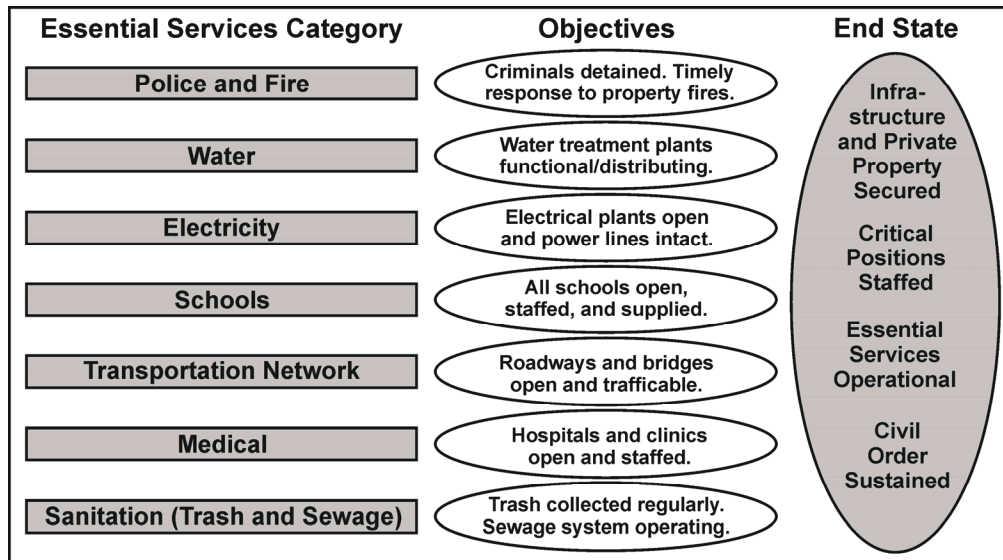 Essential Services Category
Objectives
End State
Police and Fire
Criminals detained. Timely
response to property fires.
Water
Water treatment plants
functional/distributing.
Electricity
Electrical plants open
and power lines intact.
Schools
All schools open,
staffed, and supplied.
Transportation Network
Roadways and bridges
open and trafficable.
Medical
Hospitals and clinics
open and staffed.
Sanitation (Trash and Sewage)
Trash collected regularly.
Sewage system operating.
Infra-
structure
and Private
Property
Secured
Critical
Positions
Staffed
Essential
Services
Operational
Civil
Order
Sustained